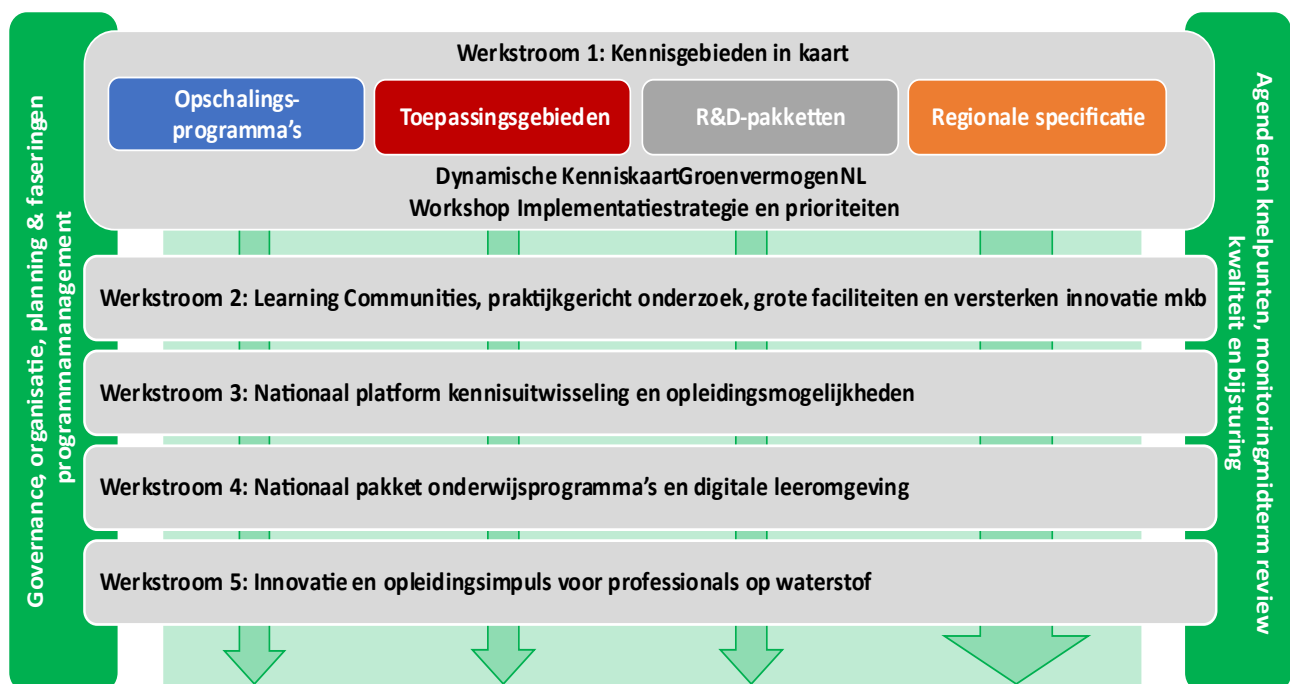 Governance, organisatie, planning & faseringen
programmamanagement
Werkstroom 1: Kennisgebieden in kaart
Opschalings-
programma’s
Toepassingsgebieden
R&D-pakketten
Regionale specificatie
Dynamische KenniskaartGroenvermogenNL
Workshop Implementatiestrategie en prioriteiten
Werkstroom 2: Learning Communities, praktijkgericht onderzoek, grote faciliteiten en versterken innovatie mkb
Werkstroom 3: Nationaal platform kennisuitwisseling en opleidingsmogelijkheden
Werkstroom 4: Nationaal pakket onderwijsprogramma’s en digitale leeromgeving
Werkstroom 5: Innovatie en opleidingsimpuls voor professionals op waterstof
Agenderen knelpunten, monitoringmidterm review
kwaliteit en bijsturing